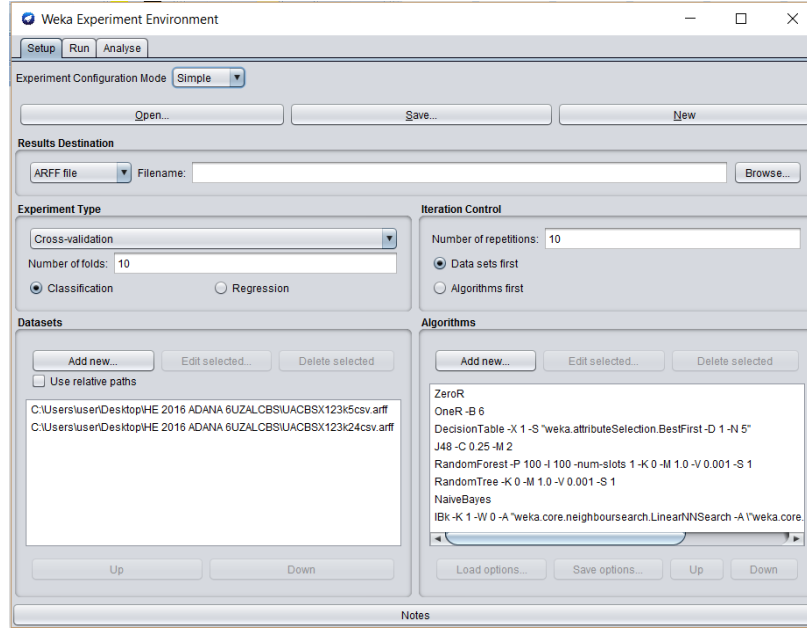 Weka Experiment Environment
Setup Run Analyse
Experiment Configuration Mode Simple
Open... Save... New
Results Destination
ARFF file Filename: Browse...
Experiment Type
Cross-validation
Number of folds: 10
Classification Regression
Iteration Control
Number of repetitions: 10
Data sets first
Algorithms first
Datasets
Add new... Edit selected... Delete selected
Use relative paths
C:\Users\user\Desktop\HE 2016 ADANA 6UZALCBS\UACBSX123k5csv.arff
C:\Users\user\Desktop\HE 2016 ADANA 6UZALCBS\UACBSX123k24csv.arff
Up Down
Algorithms
Add new... Edit selected... Delete selected
ZeroR
OneR -B 6
DecisionTable -X 1 -S "weka.attributeSelection.BestFirst -D 1 -N 5"
J48 -C 0.25 -M 2
RandomForest -P 100 -I 100 -num-slots 1 -K 0 -M 1.0 -V 0.001 -S 1
RandomTree -K 0 -M 1.0 -V 0.001 -S 1
NaiveBayes
IBk -K 1 -W 0 -A "weka.core.neighboursearch.LinearNNSearch -A \"weka.core.
Load options... Save options... Up Down
Notes